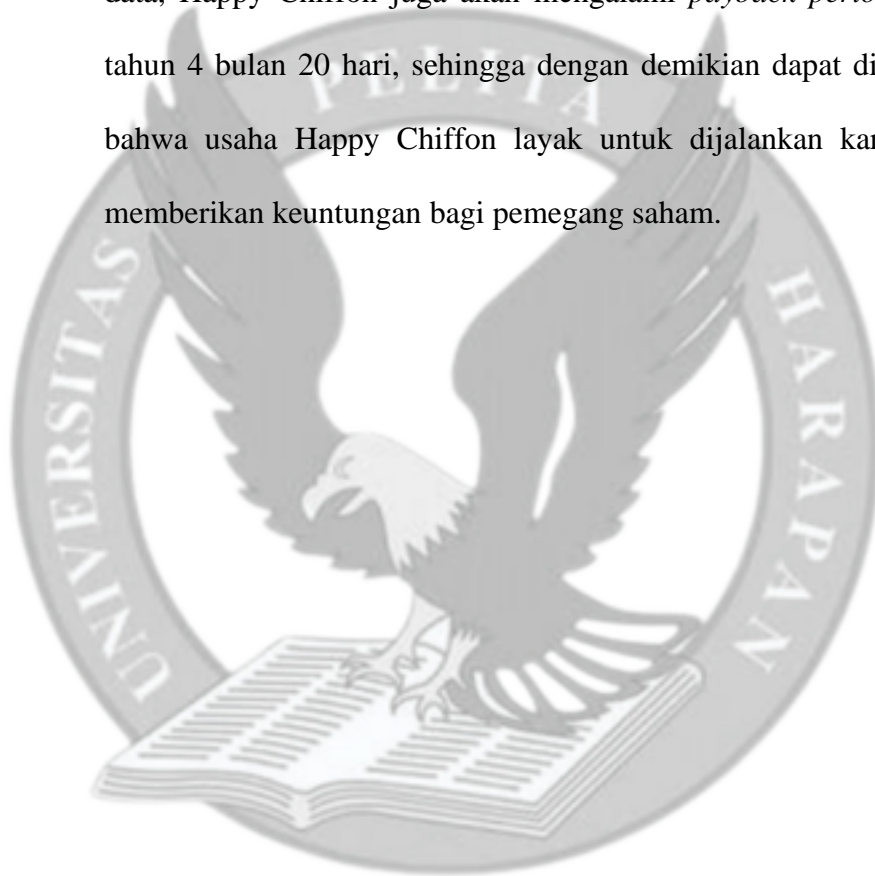 data, Happy Chiffon juga akan mengalami payback
tahun 4 bulan 20 hari, sehingga dengan demikian dapat
bahwa usaha Happy Chiffon layak untuk dijalankan
memberikan keuntungan bagi pemegang saham.
UNIVERSITAS PELITA HARAPAN